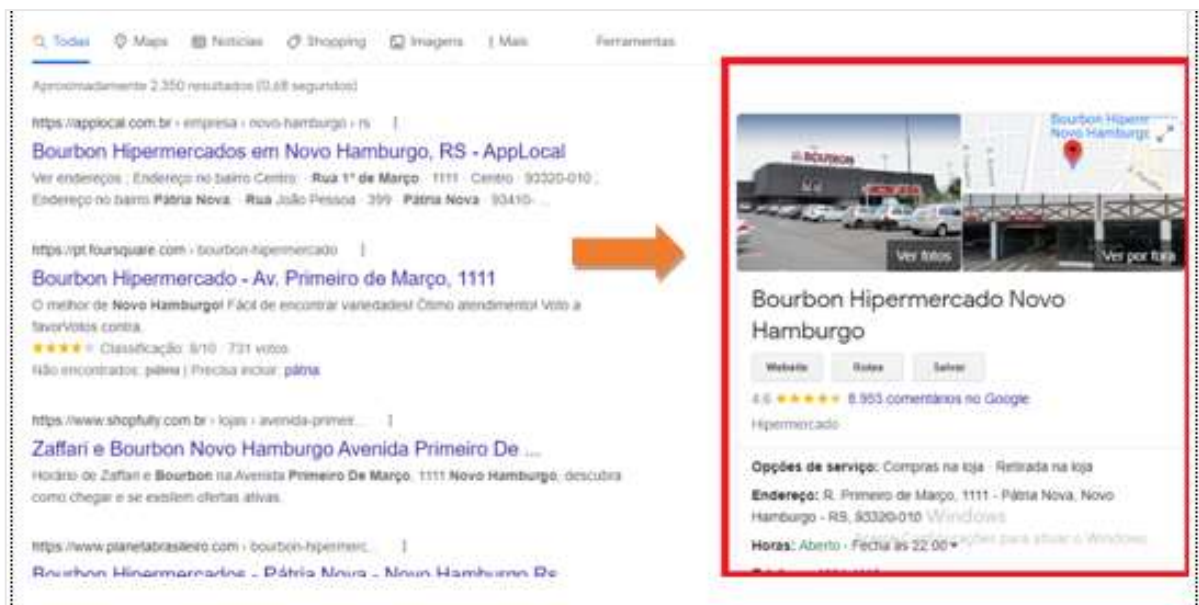 Todas Maps Notícias Shopping Imagens Mais Ferramentas
Aproximadamente 2.350 resultados (0,68 segundos)
https://applocal.com.br › empresa › novo-hamburgo › rs
Bourbon Hipermercados em Novo Hamburgo, RS - AppLocal
Ver endereços ; Endereço no bairro Centro · Rua 1º de Março · 1111 · Centro · 93320-010 ;
Endereço no bairro Pátria Nova · Rua João Pessoa · 399 · Pátria Nova · 93410-...
https://pt.foursquare.com › bourbon-hipermercado
Bourbon Hipermercado - Av. Primeiro de Março, 1111
O melhor de Novo Hamburgo! Fácil de encontrar variedades! Ótimo atendimento! Voto a
favorVotos contra.
Classificação: 9/10 · 731 votos
Não encontrados: pátria | Precisa incluir: pátria
https://www.shopfully.com.br › lojas › avenida-primei...
Zaffari e Bourbon Novo Hamburgo Avenida Primeiro De ...
Horário de Zaffari e Bourbon na Avenida Primeiro De Março, 1111 Novo Hamburgo, descubra
como chegar e se existem ofertas ativas.
https://www.planetabrasileiro.com › bourbon-hipermerc...
Bourbon Hipermercados - Pátria Nova - Novo Hamburgo Rs
BOURBON
Bourbon Hiperm
Novo Hamburgo
Ver fotos
Ver por fora
Bourbon Hipermercado Novo
Hamburgo
Website Rotas Salvar
4,6 8.953 comentários no Google
Hipermercado
Opções de serviço: Compras na loja · Retirada na loja
Endereço: R. Primeiro de Março, 1111 - Pátria Nova, Novo
Hamburgo - RS, 93320-010
Windows
Horas: Aberto · Fecha às 22:00
Configurações para ativar o Windows